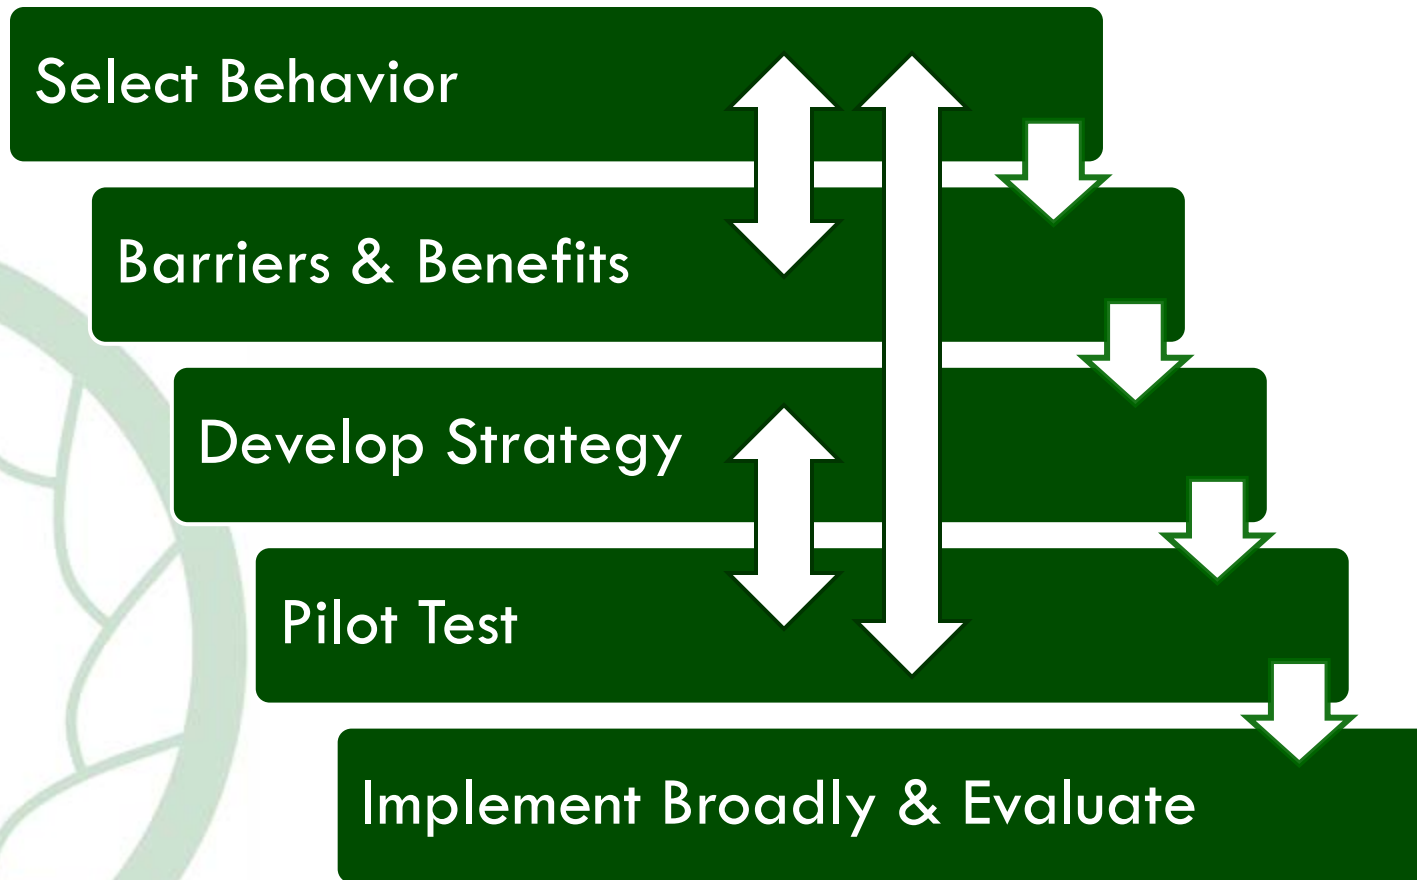 Select Behavior
Barriers & Benefits
Develop Strategy
Pilot Test
Implement Broadly & Evaluate